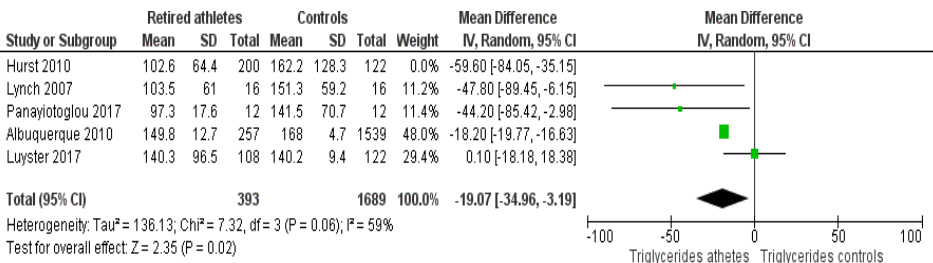 Retired athletes Controls Mean Difference Mean Difference
Study or Subgroup Mean SD Total Mean SD Total Weight IV, Random, 95% CI IV, Random, 95% CI
Hurst 2010 102.6 64.4 200 162.2 128.3 122 0.0% -59.60 [-84.05, -35.15]
Lynch 2007 103.5 61 16 151.3 59.2 16 11.2% -47.80 [-89.45, -6.15]
Panayiotoglou 2017 97.3 17.6 12 141.5 70.7 12 11.4% -44.20 [-85.42, -2.98]
Albuquerque 2010 149.8 12.7 257 168 4.7 1539 48.0% -18.20 [-19.77, -16.63]
Luyster 2017 140.3 96.5 108 140.2 9.4 122 29.4% 0.10 [-18.18, 18.38]
Total (95% CI) 393 1689 100.0% -19.07 [-34.96, -3.19]
Heterogeneity: Tau² = 136.13; Chi² = 7.32, df = 3 (P = 0.06); I² = 59%
Test for overall effect: Z = 2.35 (P = 0.02)
-100 -50 0 50 100
Triglycerides athetes Triglycerides controls